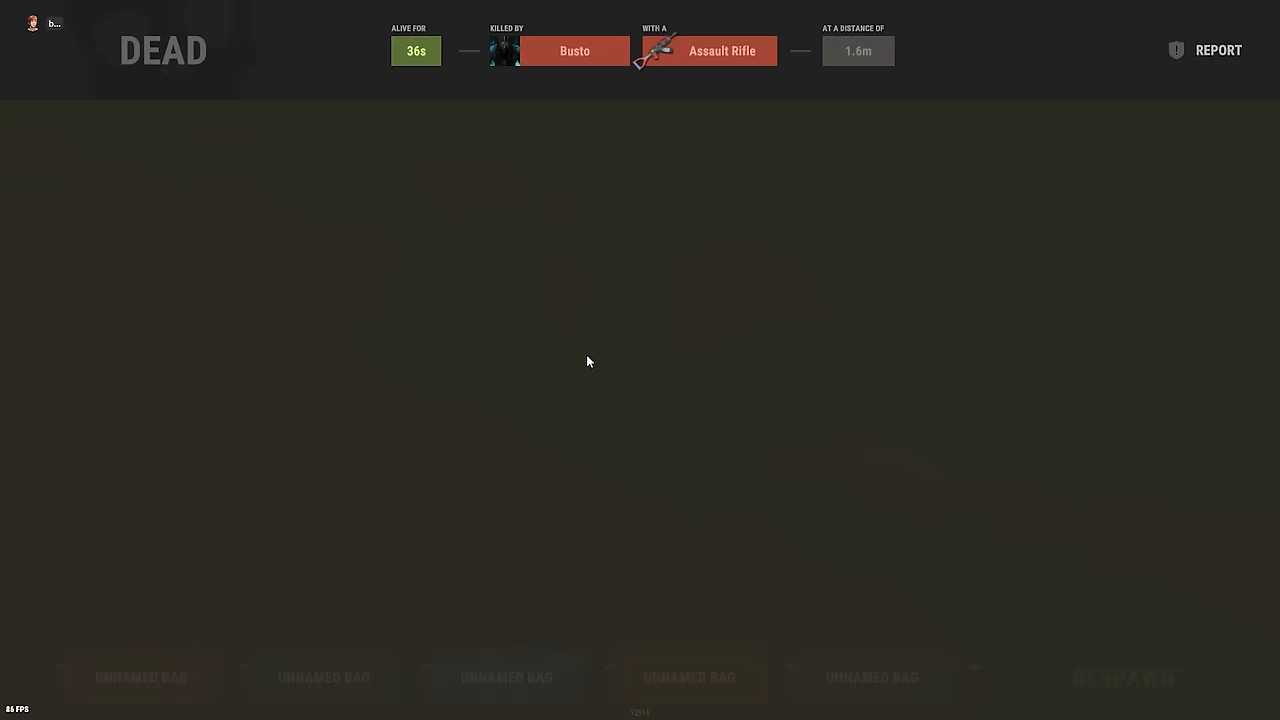 b...
DEAD
ALIVE FOR
36s
KILLED BY
Busto
WITH A
Assault Rifle
AT A DISTANCE OF
1.6m
REPORT
UNNAMED BAG
UNNAMED BAG
UNNAMED BAG
UNNAMED BAG
UNNAMED BAG
RESPAWN
86 FPS